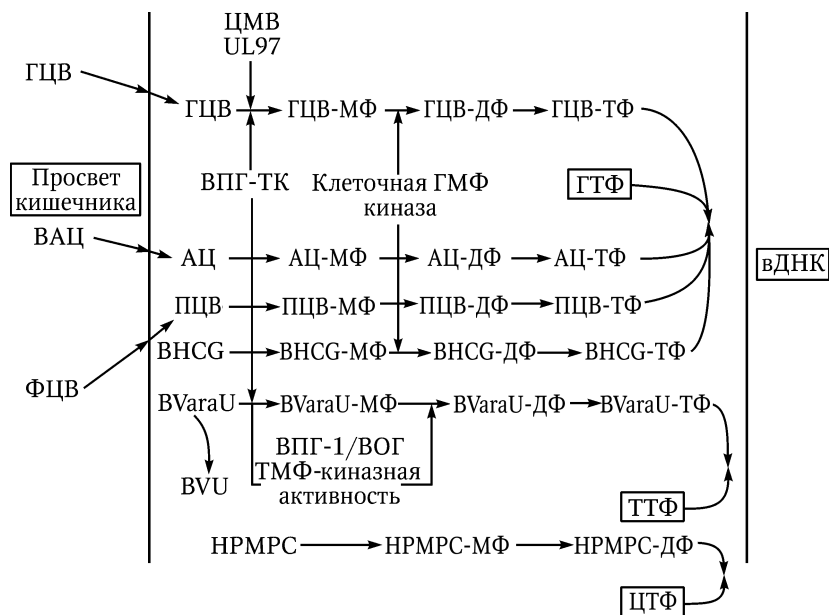 ЦМВ
UL97
ГЦВ
ГЦВ ГЦВ-МФ ГЦВ-ДФ ГЦВ-ТФ
Просвет
кишечника
ВПГ-ТК
Клеточная ГМФ
киназа
ГТФ
ВАЦ
АЦ АЦ-МФ АЦ-ДФ АЦ-ТФ
вДНК
ПЦВ ПЦВ-МФ ПЦВ-ДФ ПЦВ-ТФ
BHCG BHCG-МФ BHCG-ДФ BHCG-ТФ
ФЦВ
BVaraU BVaraU-МФ BVaraU-ДФ BVaraU-ТФ
ВПГ-1/ВОГ
ТМФ-киназная
активность
BVU
ТТФ
HPMPC HPMPC-МФ HPMPC-ДФ
ЦТФ